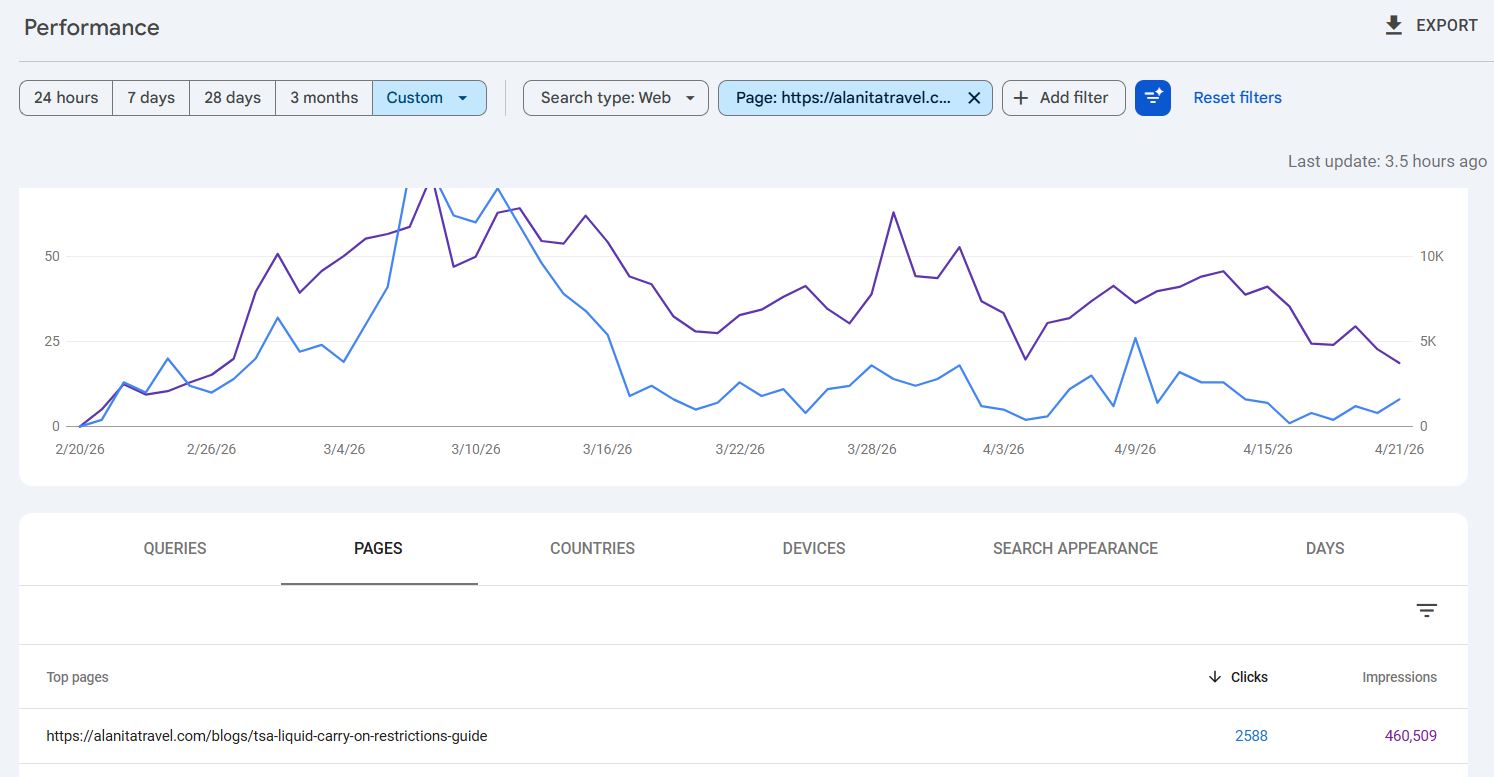 Performance
EXPORT
24 hours 7 days 28 days 3 months Custom Search type: Web Page: https://alanitatravel.c... Add filter Reset filters
Last update: 3.5 hours ago
50 10K
25 5K
0 0
2/20/26 2/26/26 3/4/26 3/10/26 3/16/26 3/22/26 3/28/26 4/3/26 4/9/26 4/15/26 4/21/26
QUERIES PAGES COUNTRIES DEVICES SEARCH APPEARANCE DAYS
Top pages Clicks Impressions
https://alanitatravel.com/blogs/tsa-liquid-carry-on-restrictions-guide 2588 460,509